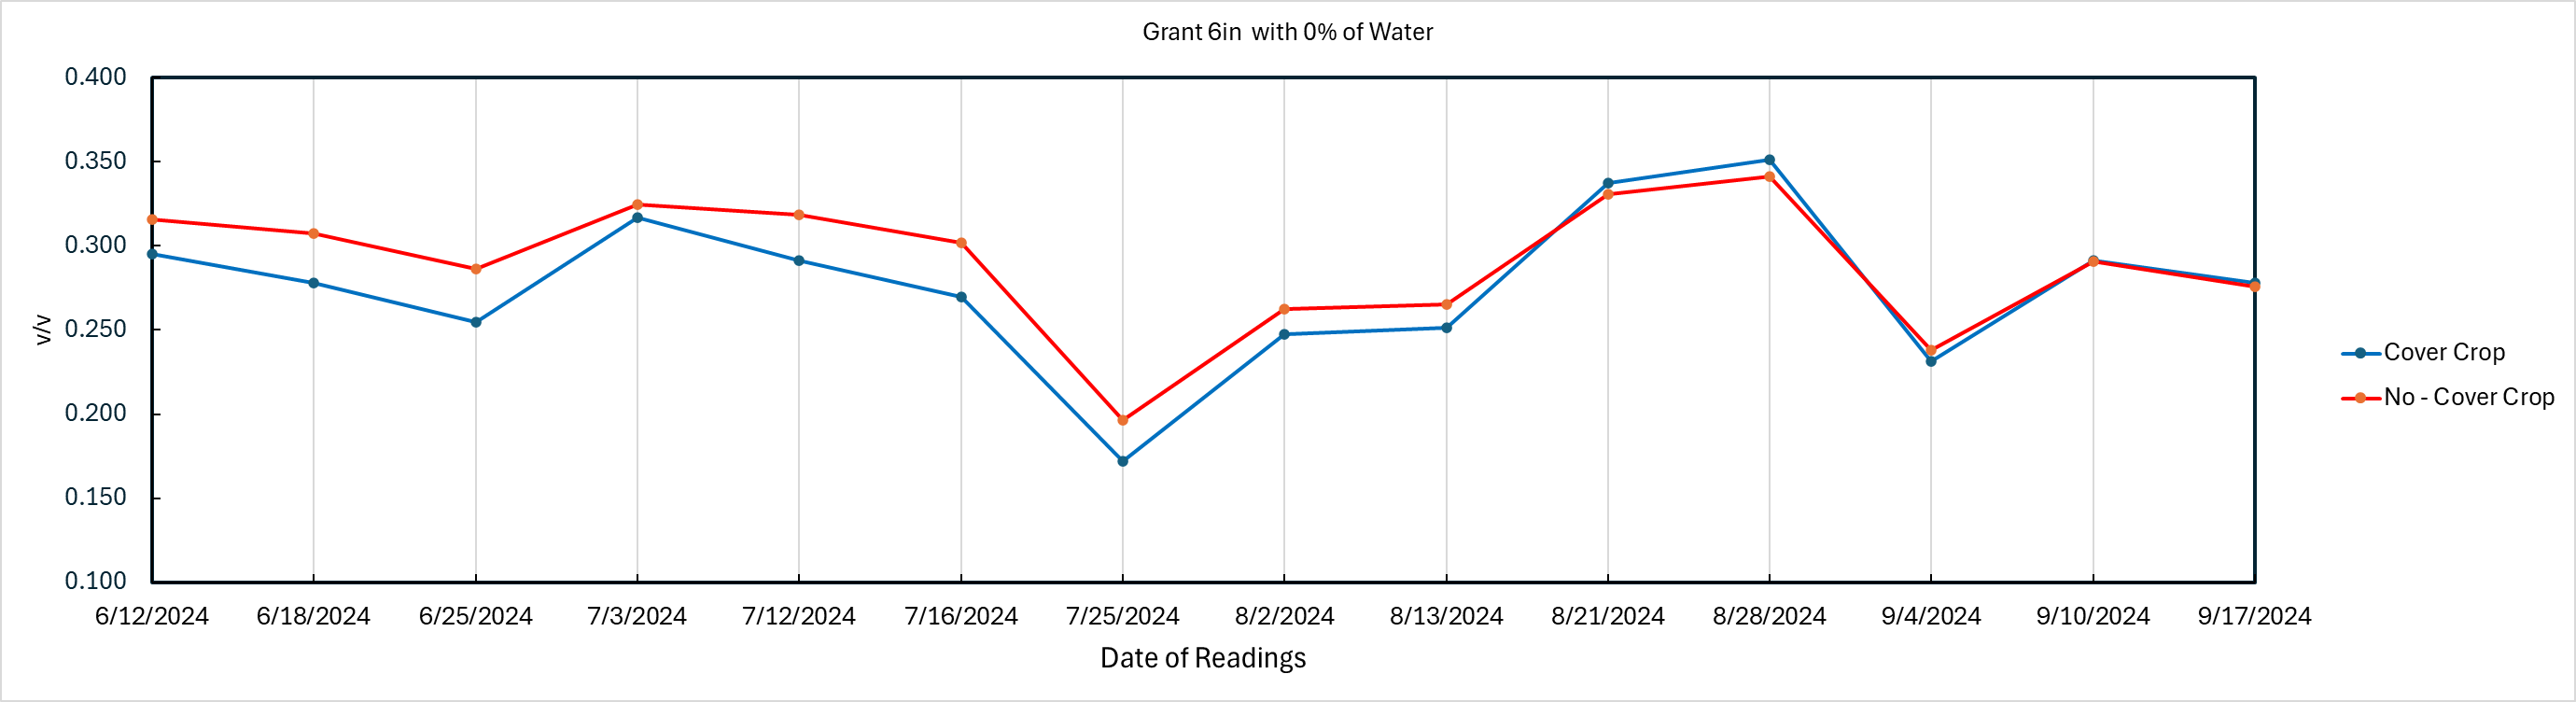 Grant 6in  with 0% of Water
0.400
0.350
0.300
0.250
0.200
0.150
0.100
v/v
6/12/2024 6/18/2024 6/25/2024 7/3/2024 7/12/2024 7/16/2024 7/25/2024 8/2/2024 8/13/2024 8/21/2024 8/28/2024 9/4/2024 9/10/2024 9/17/2024
Date of Readings
Cover Crop
No - Cover Crop